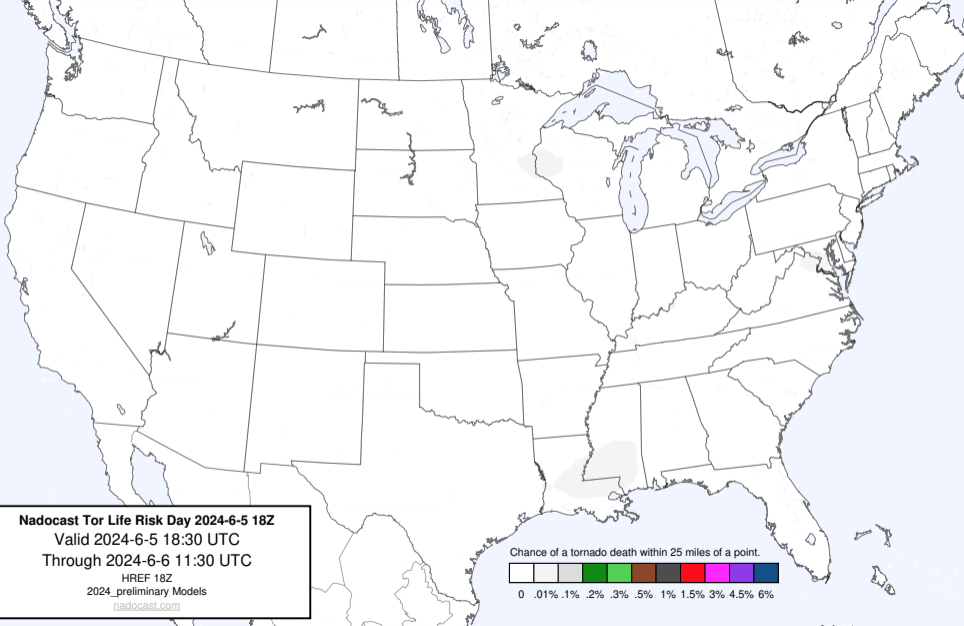 Nadocast Tor Life Risk Day 2024-6-5 18Z
Valid 2024-6-5 18:30 UTC
Through 2024-6-6 11:30 UTC
HREF 18Z
2024_preliminary Models
nadocast.com
Chance of a tornado death within 25 miles of a point.
0 .01% .1% .2% .3% .5% 1% 1.5% 3% 4.5% 6%